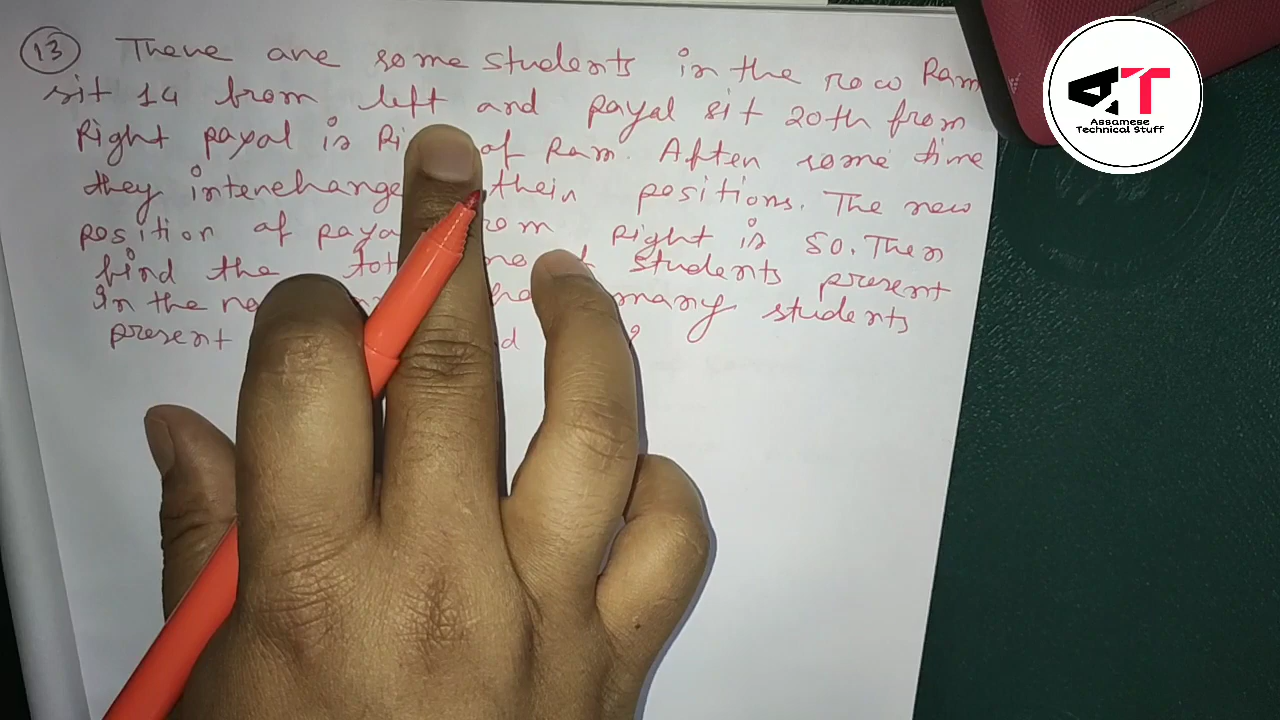 13 There are some students in the row Ram
sit 14 from left and payal sit 20th from
Right payal is of Ram. After some time
they interchange their positions. The new
position of right is 50. Then
find the students present
In the many students
present
AT
Assamese
Technical Stuff